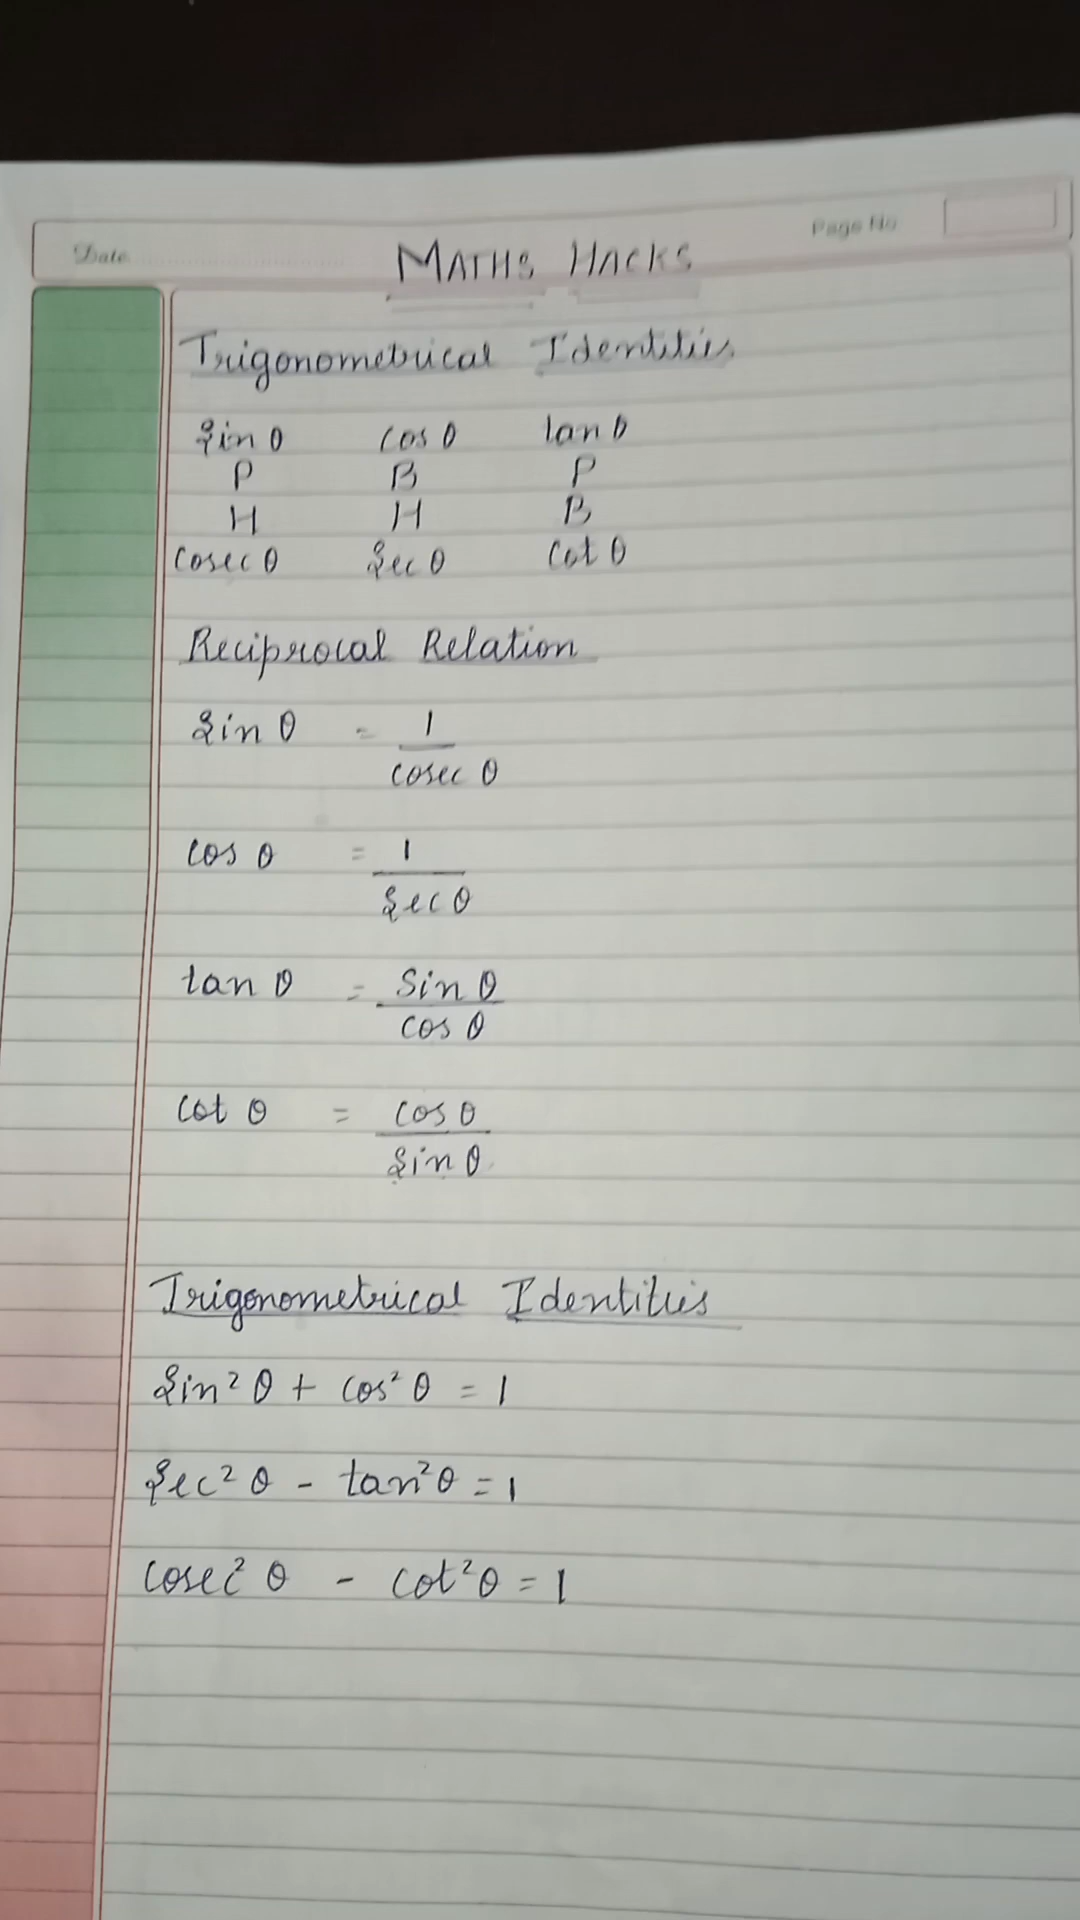 Date
Page No
MATHS HACKS
Trigonometrical Identities
Sin θ cos θ tan θ
P B P
H H B
cosec θ Sec θ Cot θ
Reciprocal Relation
Sin θ = 1
cosec θ
cos θ = 1
Sec θ
tan θ = Sin θ
cos θ
Cot θ = cos θ
Sin θ
Trigonometrical Identities
Sin² θ + cos² θ = 1
Sec² θ - tan² θ = 1
cosec² θ - cot² θ = 1